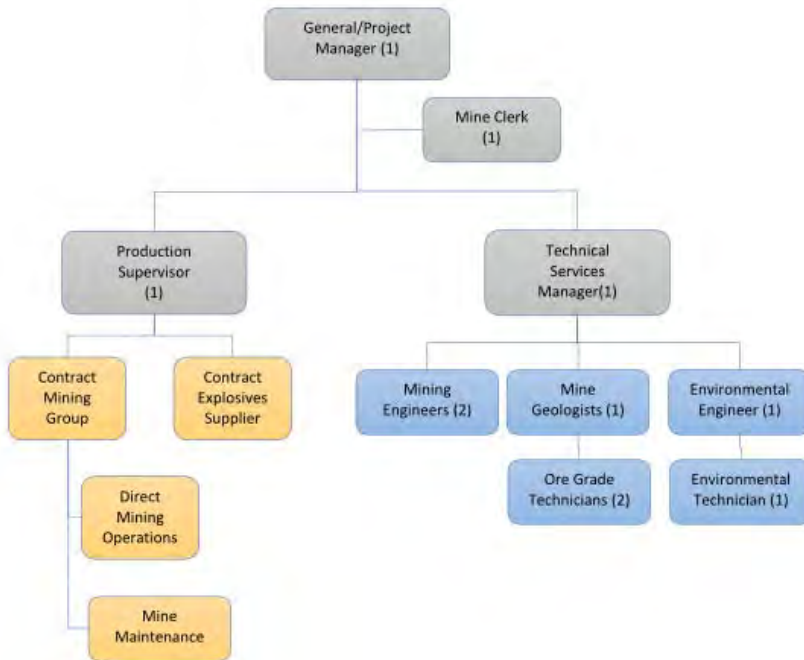 General/Project
Manager (1)
Mine Clerk
(1)
Production
Supervisor
(1)
Technical
Services
Manager(1)
Contract
Mining
Group
Contract
Explosives
Supplier
Mining
Engineers (2)
Mine
Geologists (1)
Environmental
Engineer (1)
Direct
Mining
Operations
Ore Grade
Technicians (2)
Environmental
Technician (1)
Mine
Maintenance